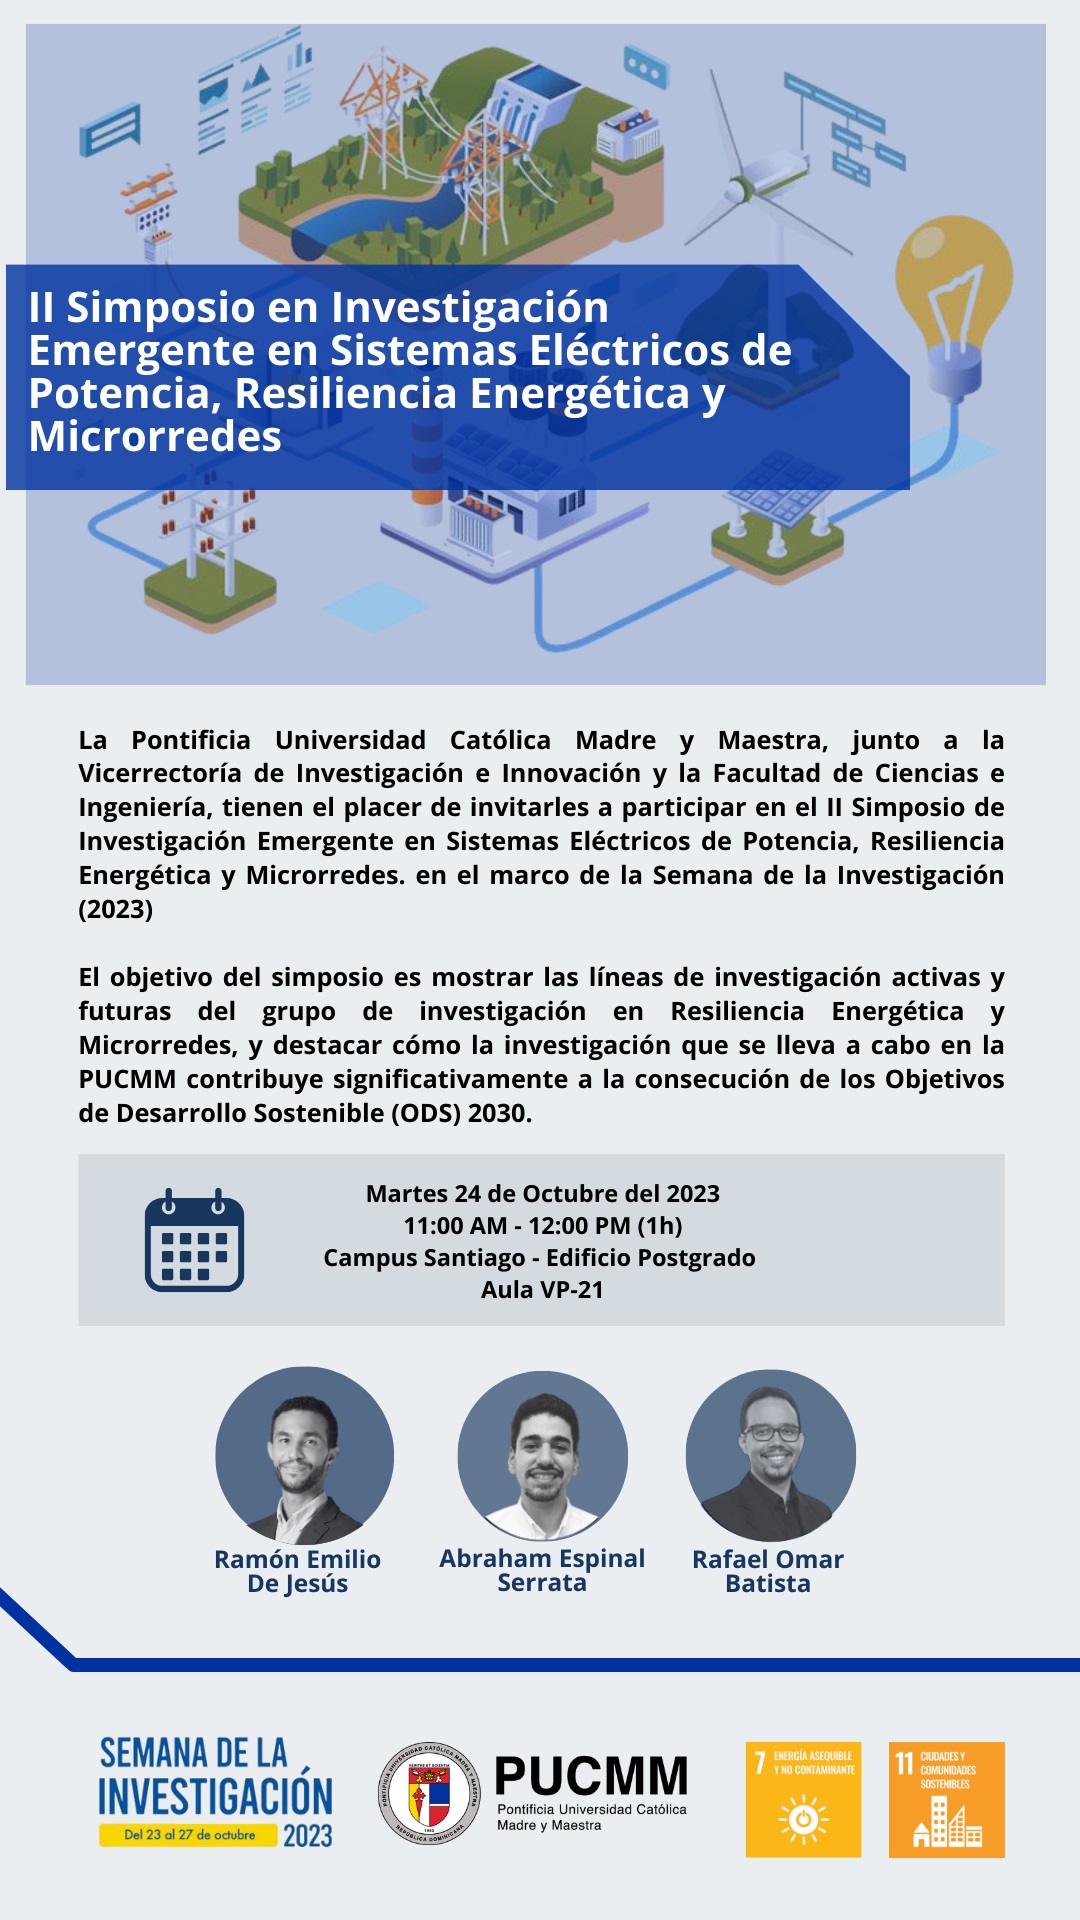 II Simposio en Investigación
Emergente en Sistemas Eléctricos de
Potencia, Resiliencia Energética y
Microrredes
La Pontificia Universidad Católica Madre y Maestra, junto a la
Vicerrectoría de Investigación e Innovación y la Facultad de Ciencias e
Ingeniería, tienen el placer de invitarles a participar en el II Simposio de
Investigación Emergente en Sistemas Eléctricos de Potencia, Resiliencia
Energética y Microrredes. en el marco de la Semana de la Investigación
(2023)
El objetivo del simposio es mostrar las líneas de investigación activas y
futuras del grupo de investigación en Resiliencia Energética y
Microrredes, y destacar cómo la investigación que se lleva a cabo en la
PUCMM contribuye significativamente a la consecución de los Objetivos
de Desarrollo Sostenible (ODS) 2030.
Martes 24 de Octubre del 2023
11:00 AM - 12:00 PM (1h)
Campus Santiago - Edificio Postgrado
Aula VP-21
Ramón Emilio
De Jesús
Abraham Espinal
Serrata
Rafael Omar
Batista
SEMANA DE LA
INVESTIGACIÓN
Del 23 al 27 de octubre 2023
PONTIFICIA UNIVERSIDAD CATÓLICA MADRE Y MAESTRA
REPÚBLICA DOMINICANA
PUCMM
Pontificia Universidad Católica
Madre y Maestra
7 ENERGÍA ASEQUIBLE
Y NO CONTAMINANTE
11 CIUDADES Y
COMUNIDADES
SOSTENIBLES